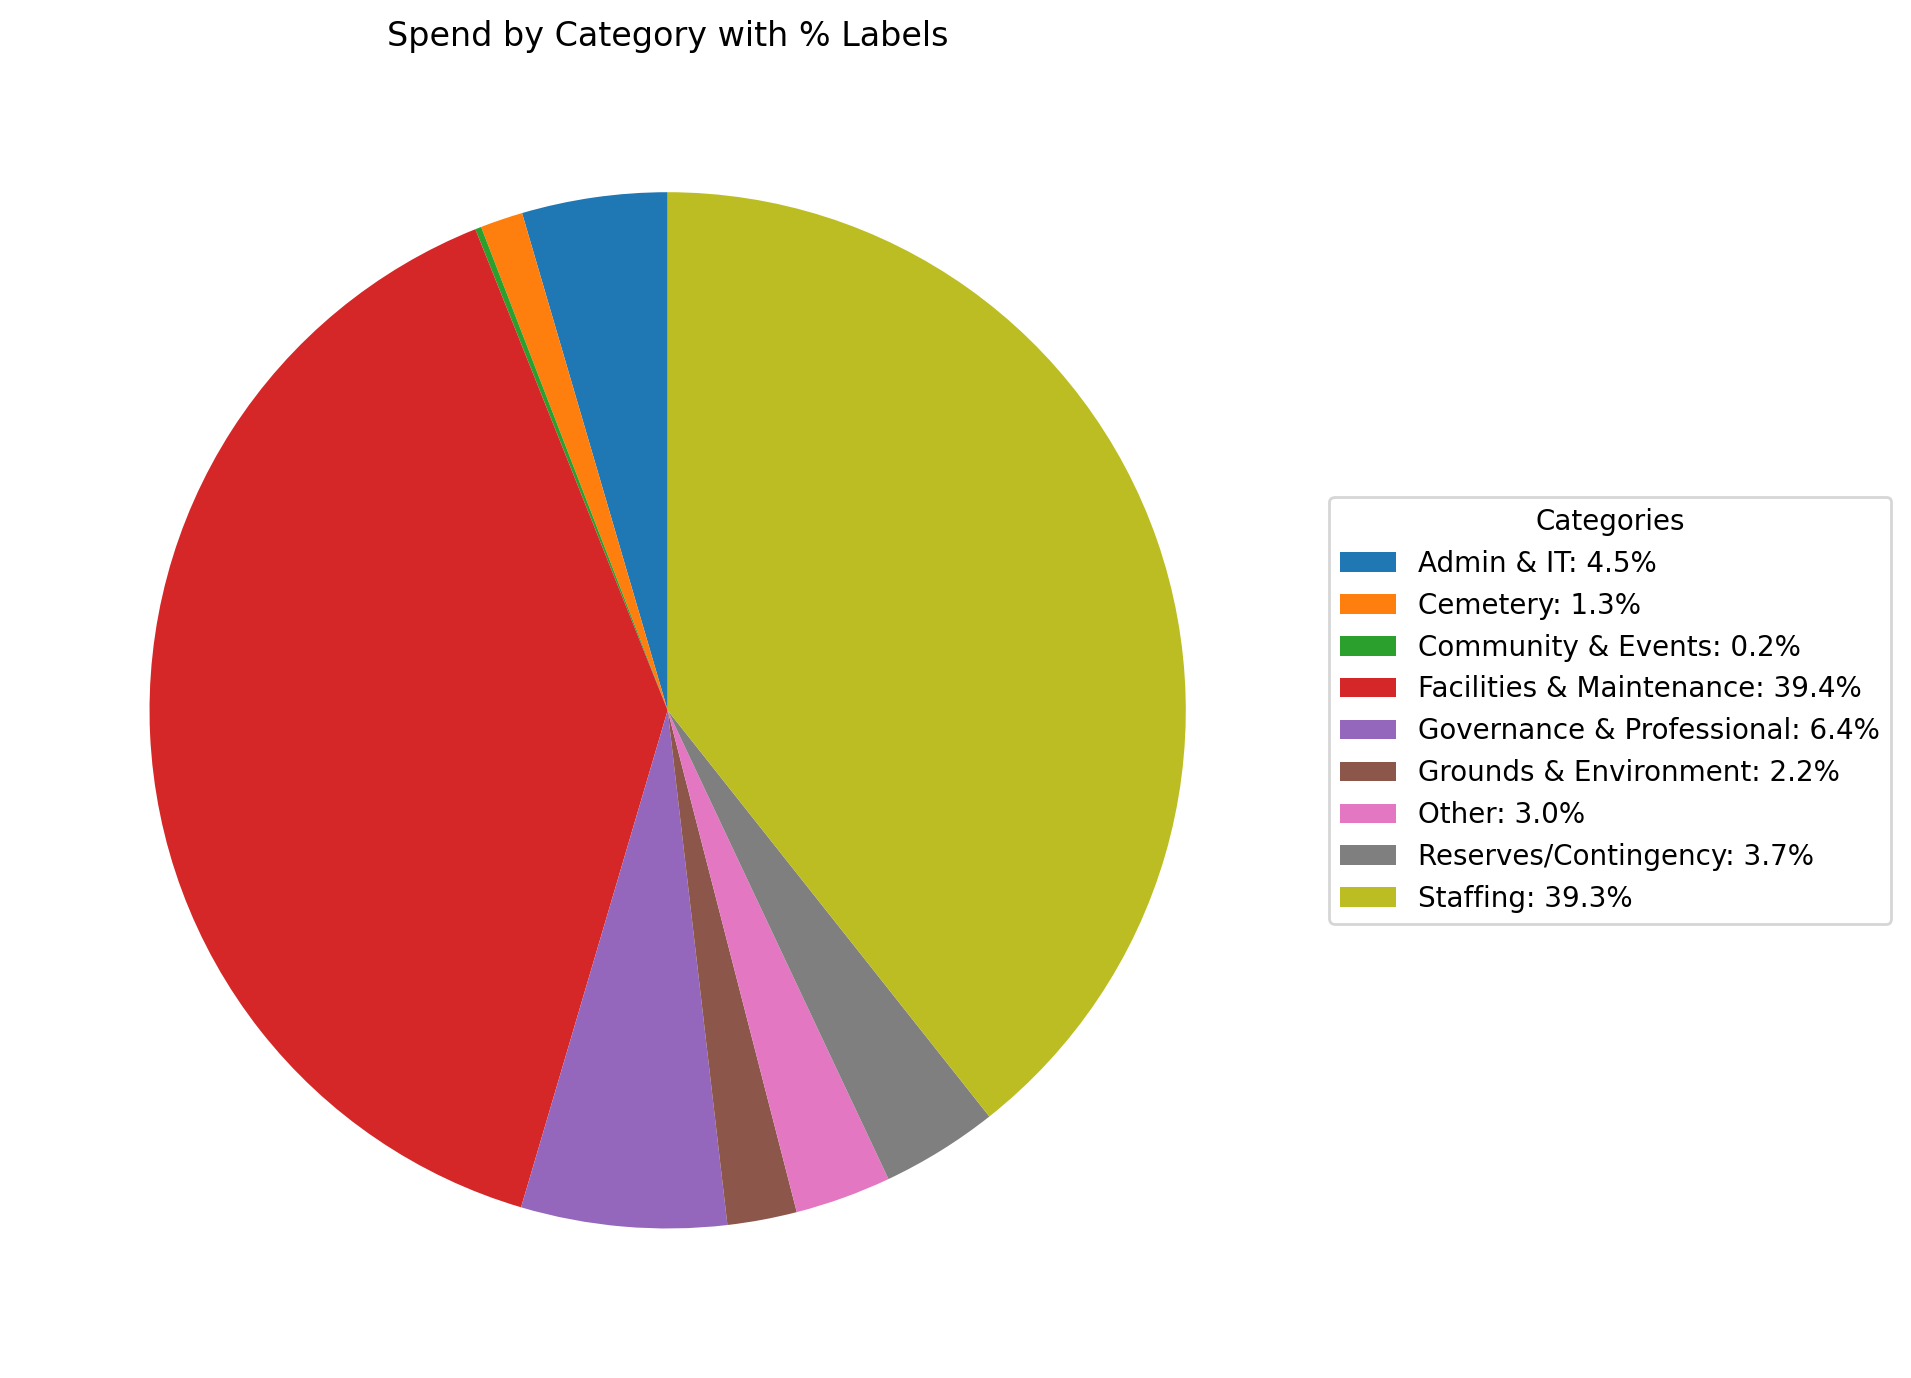 Spend by Category with % Labels
Categories
Admin & IT: 4.5%
Cemetery: 1.3%
Community & Events: 0.2%
Facilities & Maintenance: 39.4%
Governance & Professional: 6.4%
Grounds & Environment: 2.2%
Other: 3.0%
Reserves/Contingency: 3.7%
Staffing: 39.3%